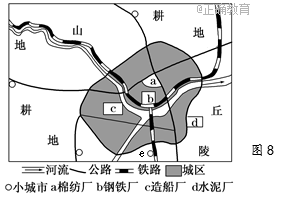 @正确教育
山 耕
地 地
a
b
c
耕 d 丘
地 e 陵
图8
河流 公路 铁路 城区
小城市 a棉纺厂 b钢铁厂 c造船厂 d水泥厂